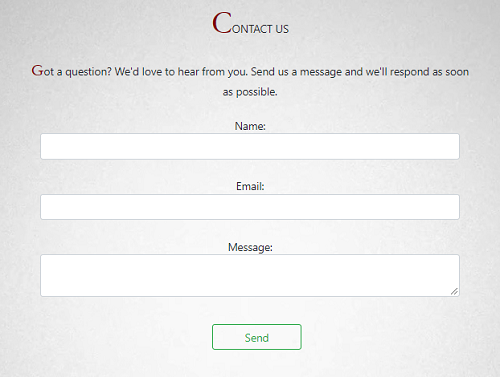 CONTACT US
Got a question? We'd love to hear from you. Send us a message and we'll respond as soon
as possible.
Name:
Email:
Message:
Send